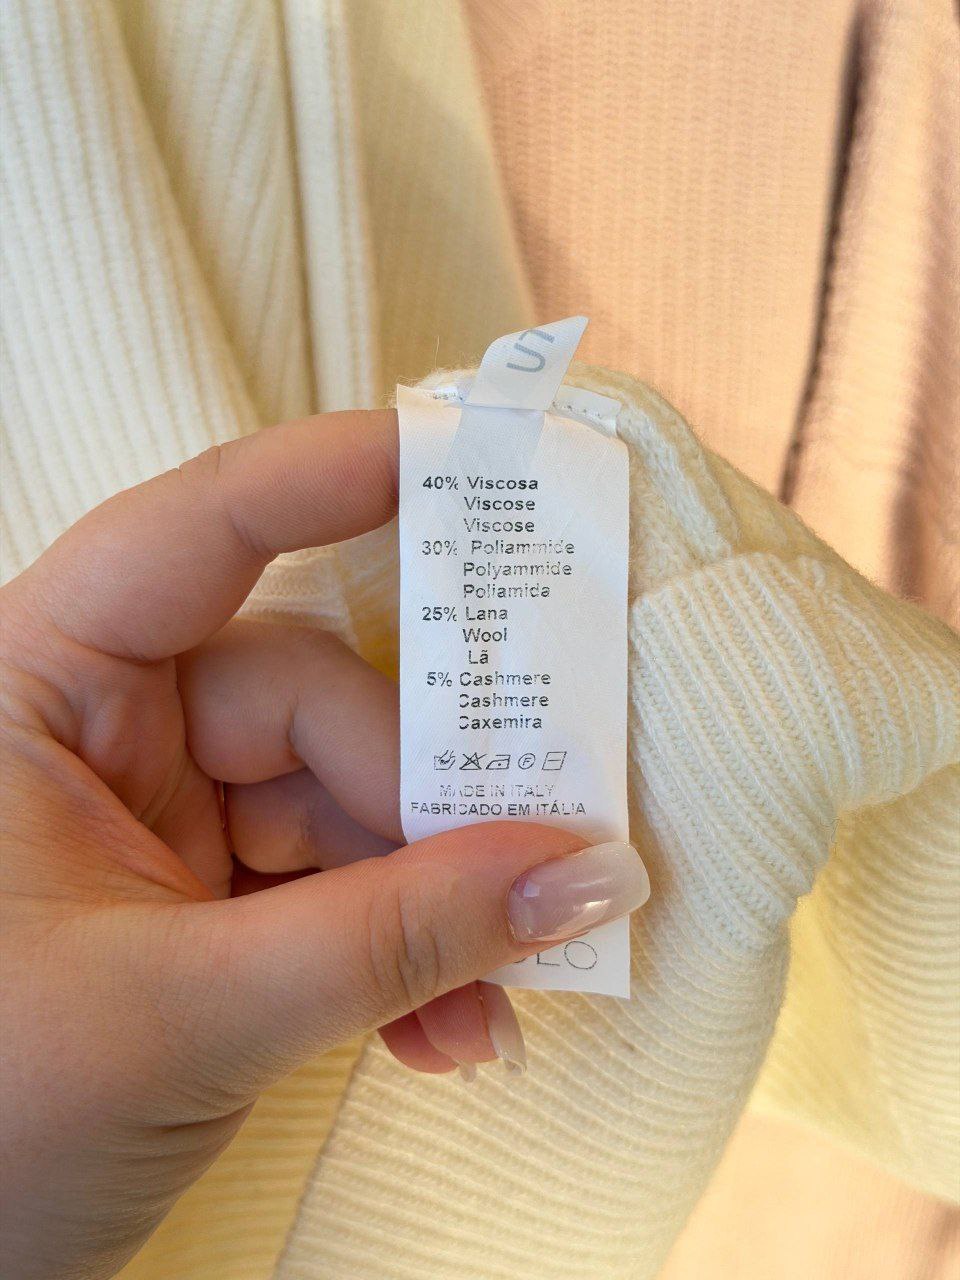 UT
40% Viscosa
Viscose
Viscose
30% Poliammide
Polyammide
Poliamida
25% Lana
Wool
Lã
5% Cashmere
Cashmere
Caxemira
F
MADE IN ITALY
FABRICADO EM ITÁLIA